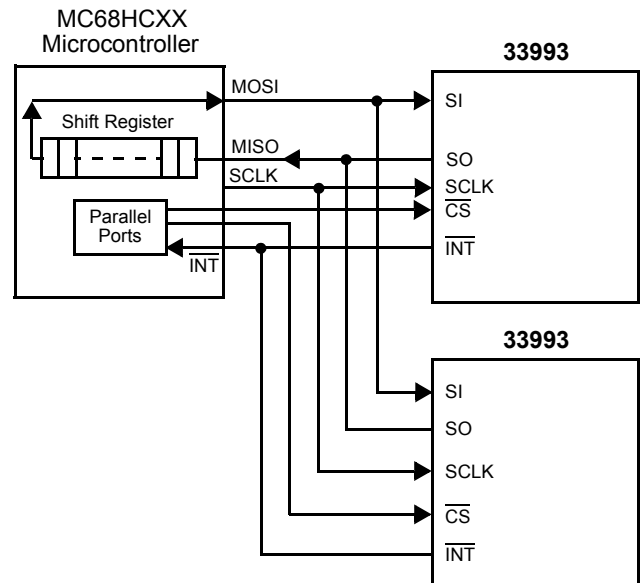 MC68HCXX
Microcontroller
33993
MOSI
SI
Shift Register
MISO
SO
SCLK
SCLK
CS
Parallel
Ports
INT
INT
33993
SI
SO
SCLK
CS
INT